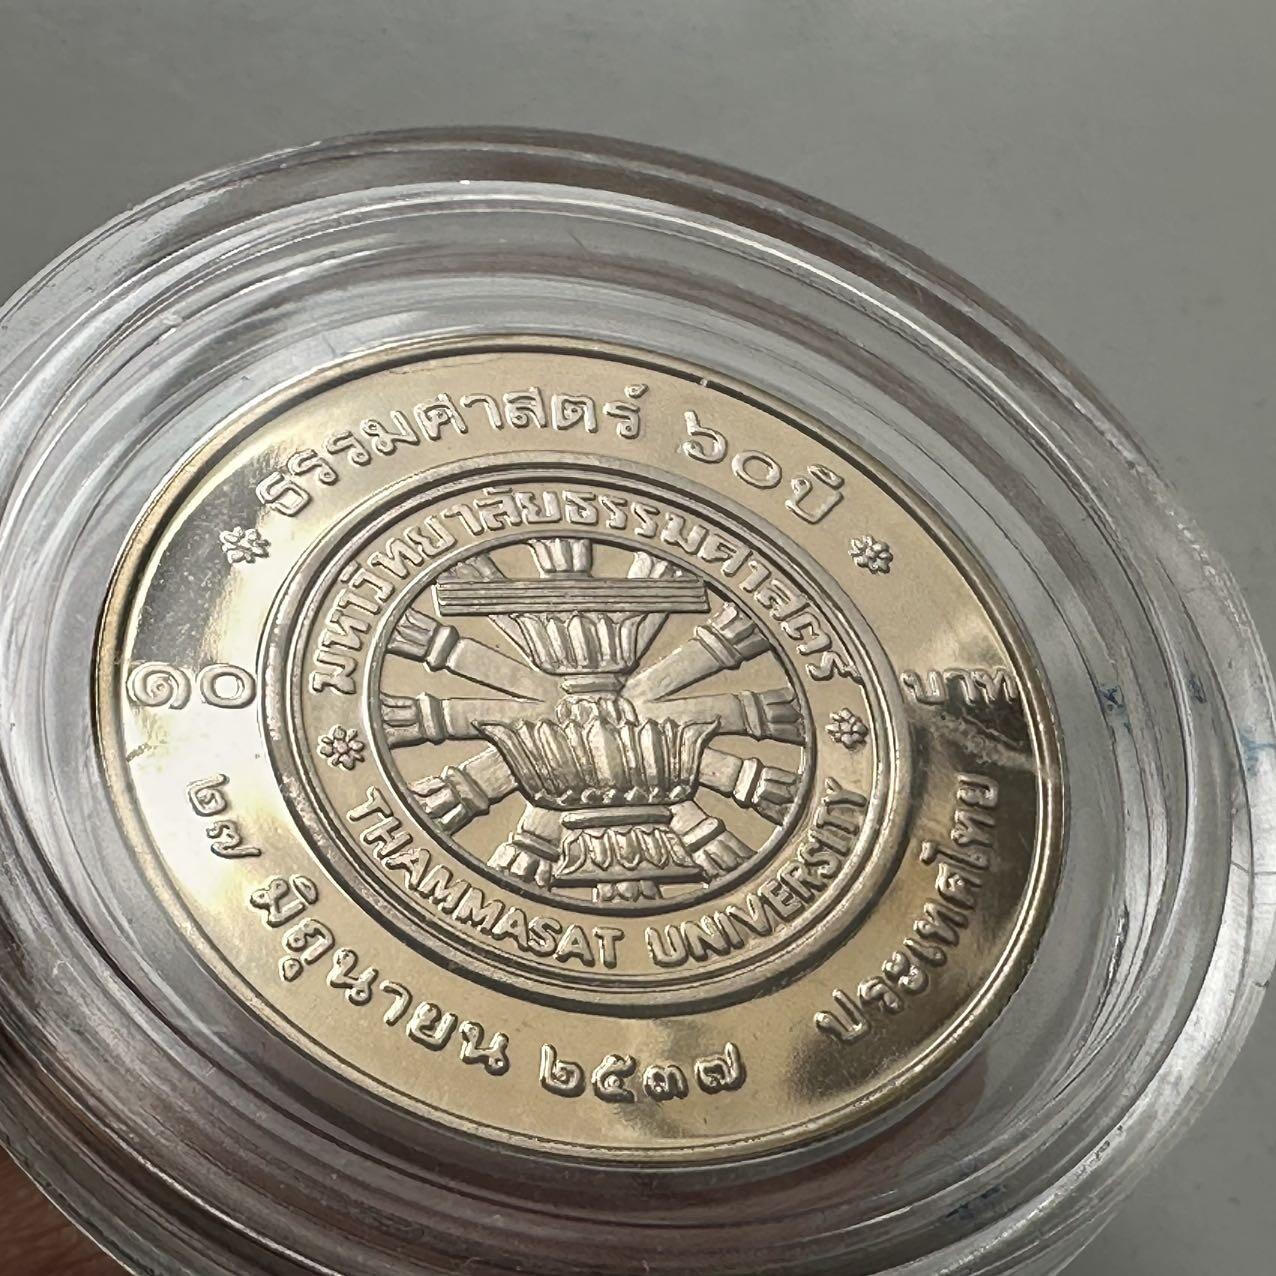 ธรรมศาสตร์ ๖๐ ปี
มหาวิทยาลัยธรรมศาสตร์
THAMMASAT UNIVERSITY
๑๐ บาท
๒๗ มิถุนายน ๒๕๓๗ ประเทศไทย